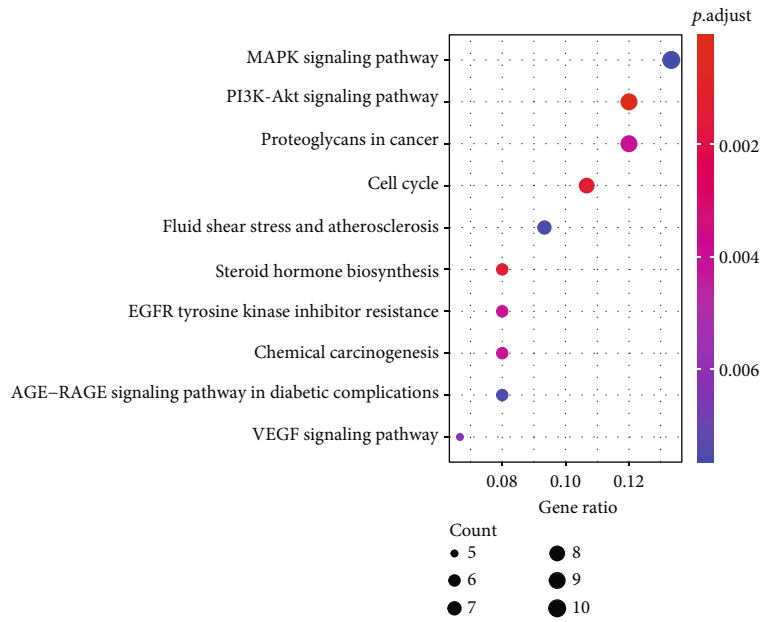 p.adjust
MAPK signaling pathway
PI3K-Akt signaling pathway
Proteoglycans in cancer
Cell cycle
Fluid shear stress and atherosclerosis
Steroid hormone biosynthesis
EGFR tyrosine kinase inhibitor resistance
Chemical carcinogenesis
AGE−RAGE signaling pathway in diabetic complications
VEGF signaling pathway
0.002
0.004
0.006
0.08 0.10 0.12
Gene ratio
Count
5 8
6 9
7 10